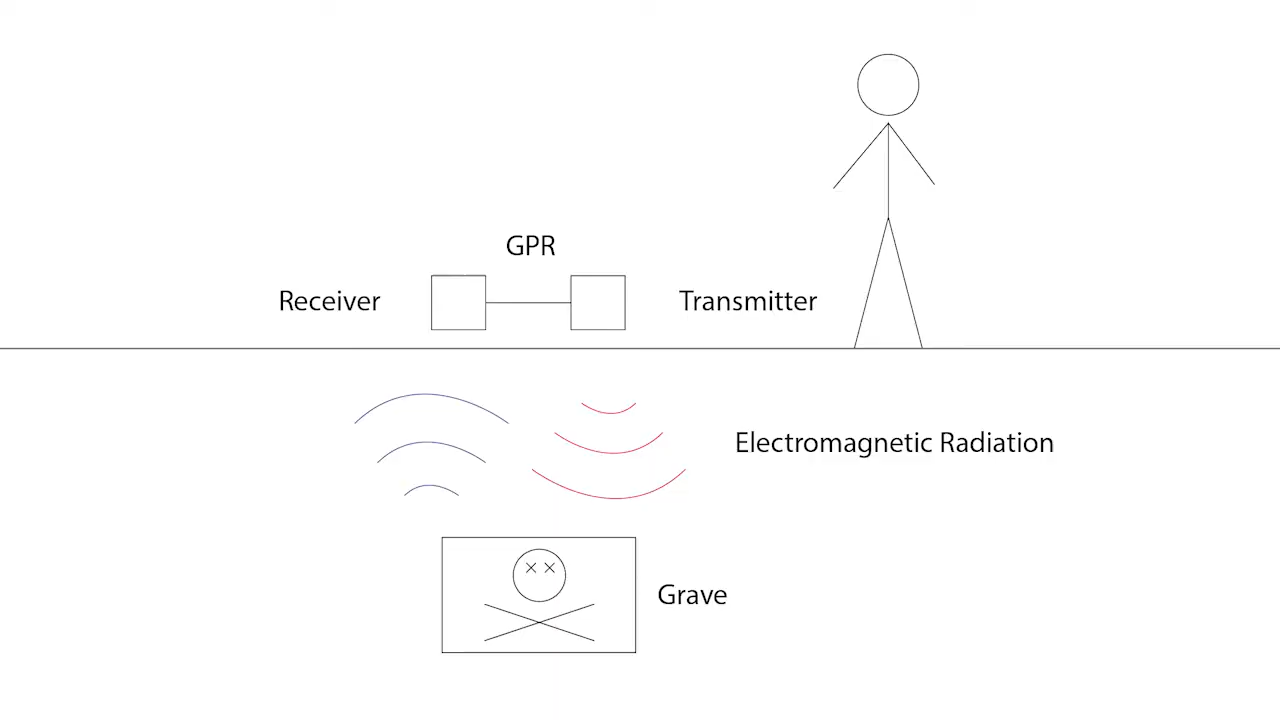 GPR
Receiver
Transmitter
Electromagnetic Radiation
Grave